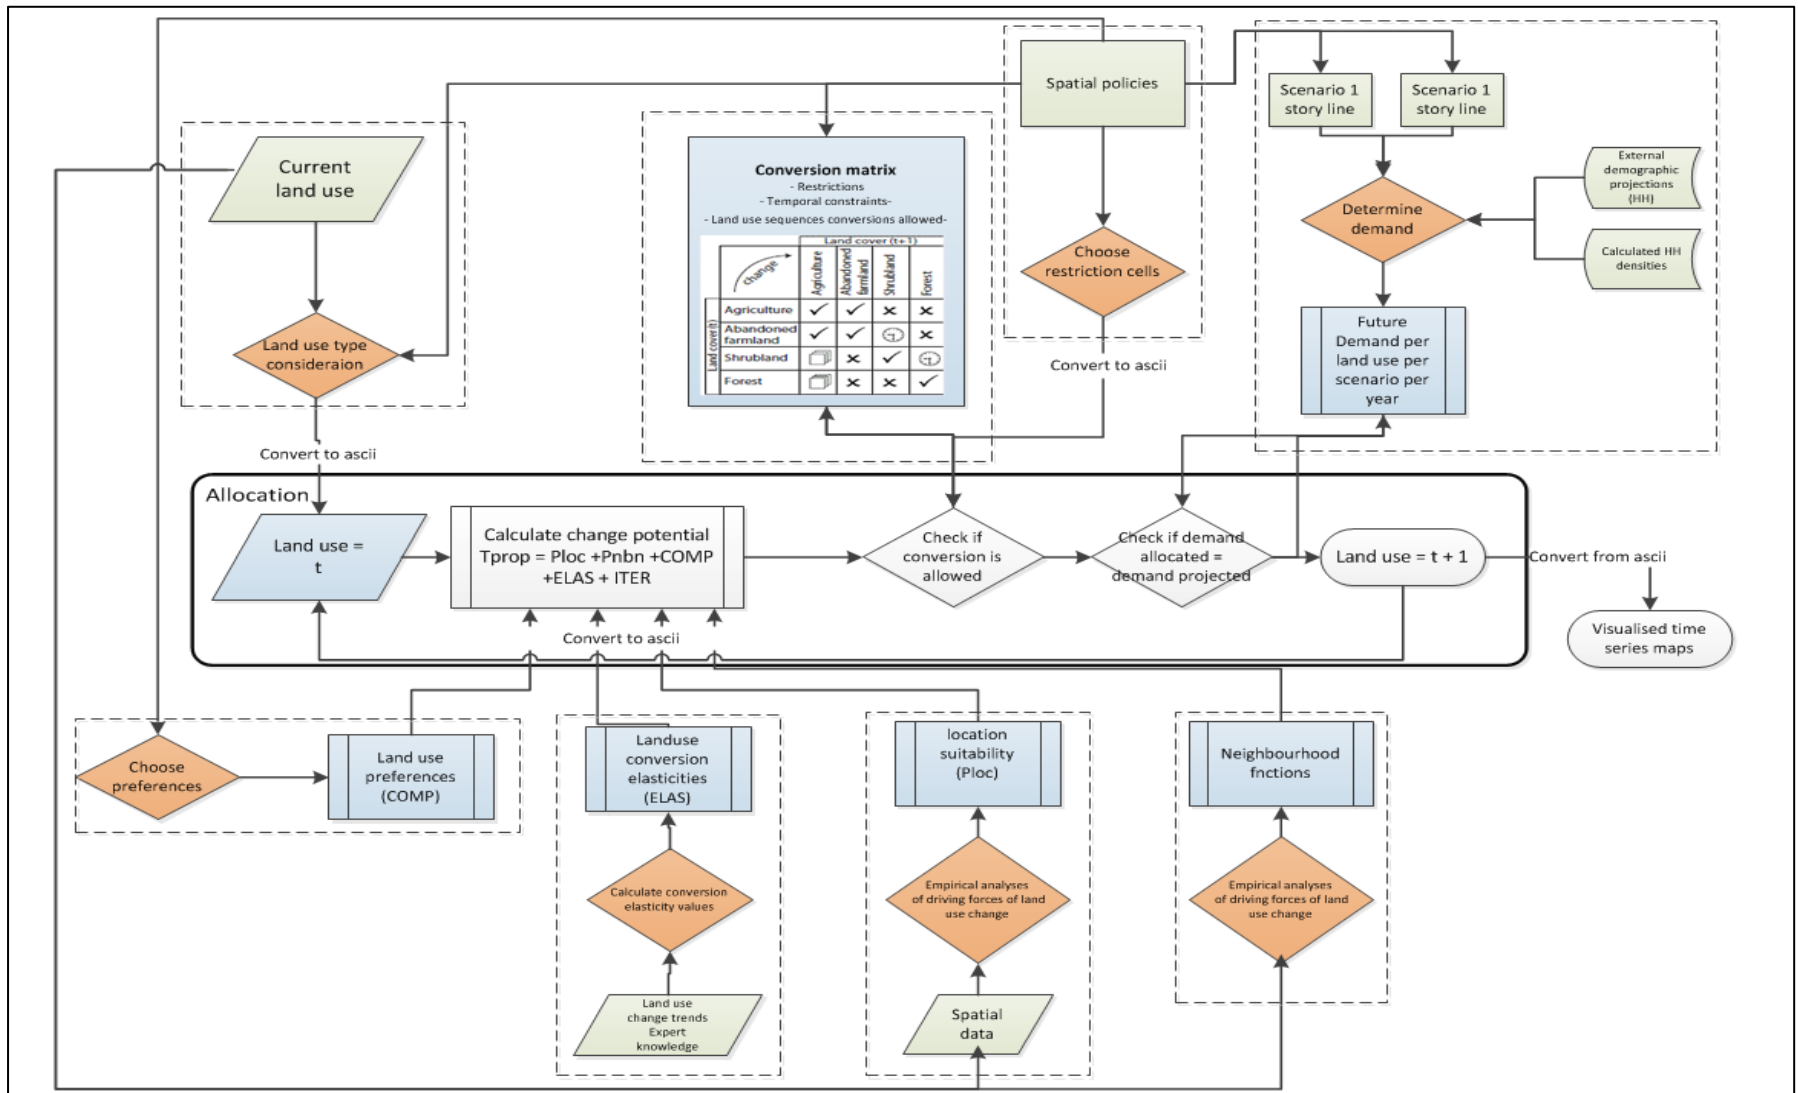 Spatial policies
Scenario 1
story line
Scenario 1
story line
External
demographic
projections
(HH)
Determine
demand
Calculated HH
densities
Future
Demand per
land use per
scenario per
year
Current
land use
Land use type
consideraion
Convert to ascii
Conversion matrix
- Restrictions
- Temporal constraints-
- Land use sequences conversions allowed-
Land cover (t+1)
change
Agriculture
Abandoned
farmland
Shrubland
Forest
Land cover (t)
Agriculture
Abandoned
farmland
Shrubland
Forest
Choose
restriction cells
Convert to ascii
Allocation
Land use =
t
Calculate change potential
Tprop = Ploc +Pnbn +COMP
+ELAS + ITER
Check if
conversion is
allowed
Check if demand
allocated =
demand projected
Land use = t + 1
Convert from ascii
Visualised time
series maps
Convert to ascii
Choose
preferences
Land use
preferences
(COMP)
Landuse
conversion
elasticities
(ELAS)
Calculate conversion
elasticity values
Land use
change trends
Expert
knowledge
location
suitability
(Ploc)
Empirical analyses
of driving forces of land
use change
Spatial
data
Neighbourhood
fnctions
Empirical analyses
of driving forces of land
use change